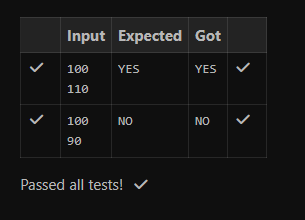 Input Expected Got
100 YES YES
110
100 NO NO
90
Passed all tests!